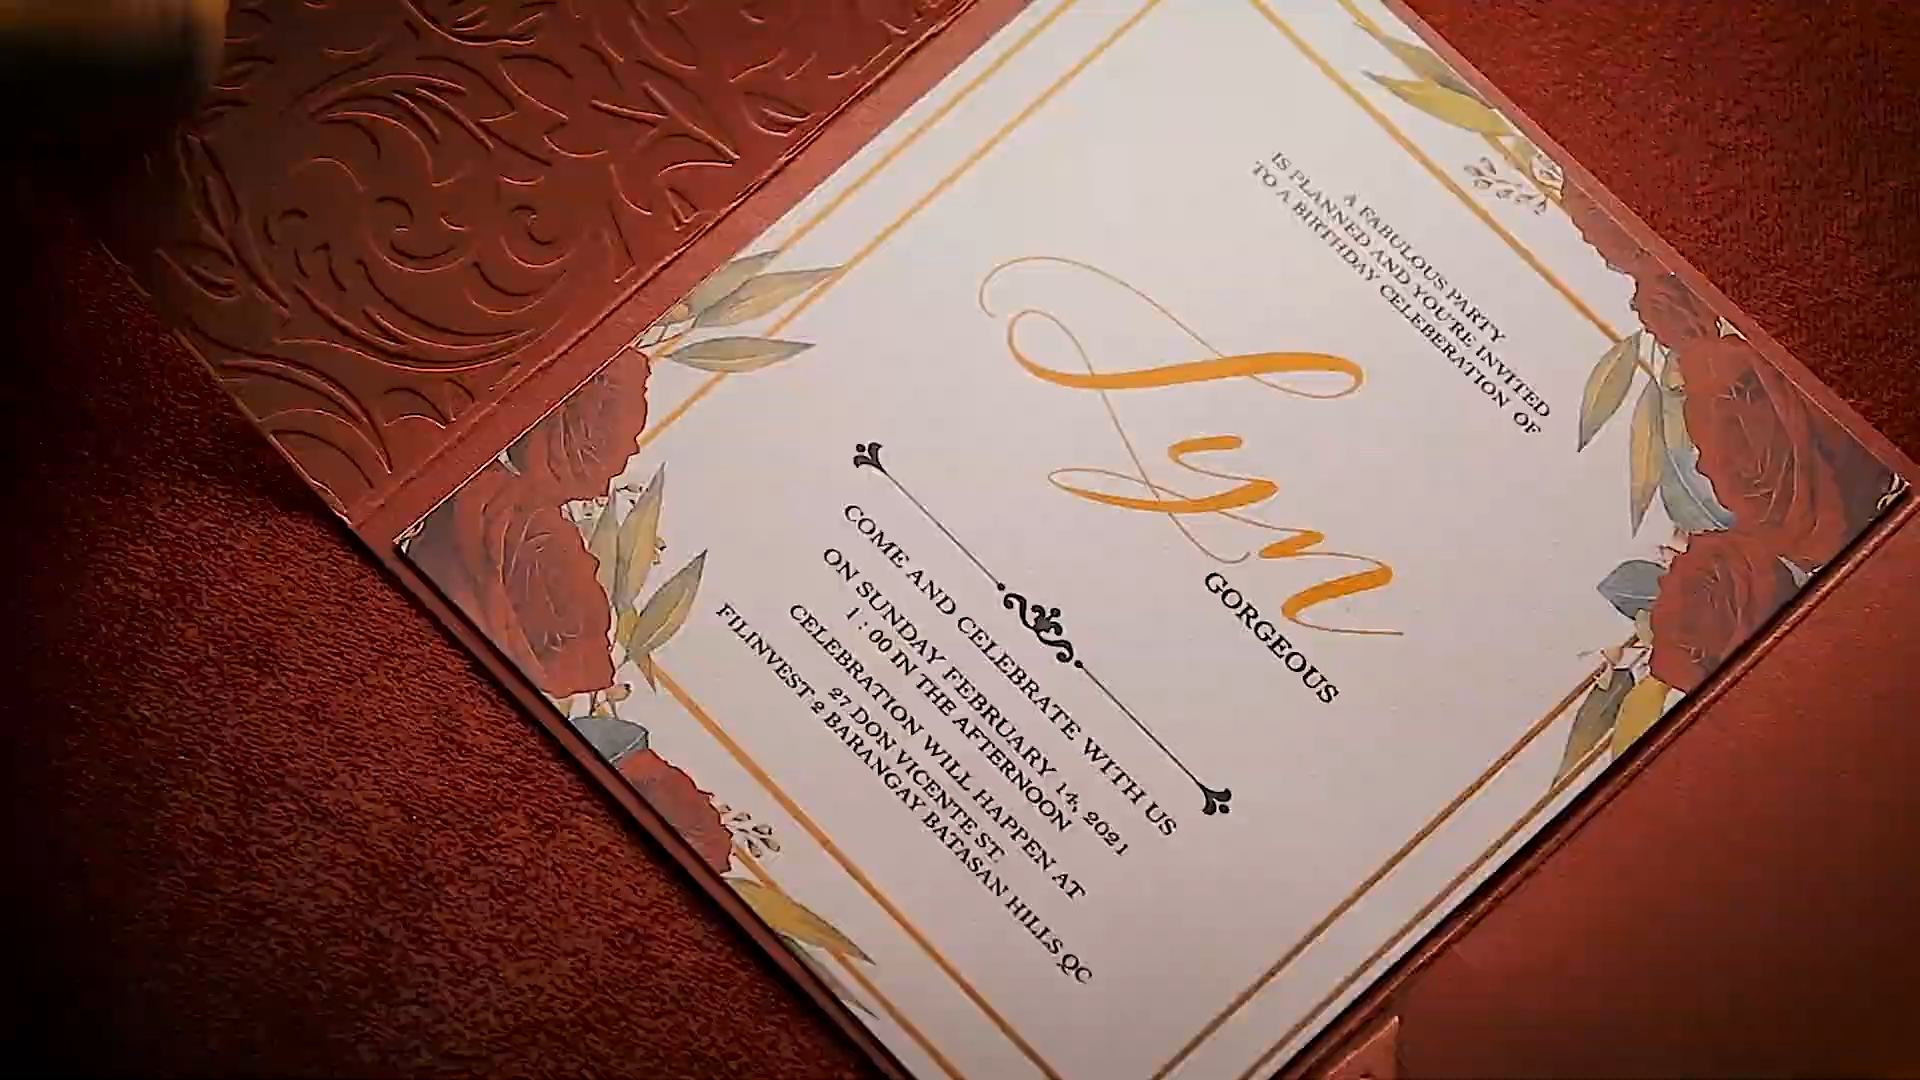 A FABULOUS PARTY
IS PLANNED AND YOU'RE INVITED
TO A BIRTHDAY CELEBERATION OF
Lyn
GORGEOUS
COME AND CELEBRATE WITH US
ON SUNDAY FEBRUARY 14, 2021
1 : 00 IN THE AFTERNOON
CELEBRATION WILL HAPPEN AT
27 DON VICENTE ST.
FILINVEST 2 BARANGAY BATASAN HILLS QC